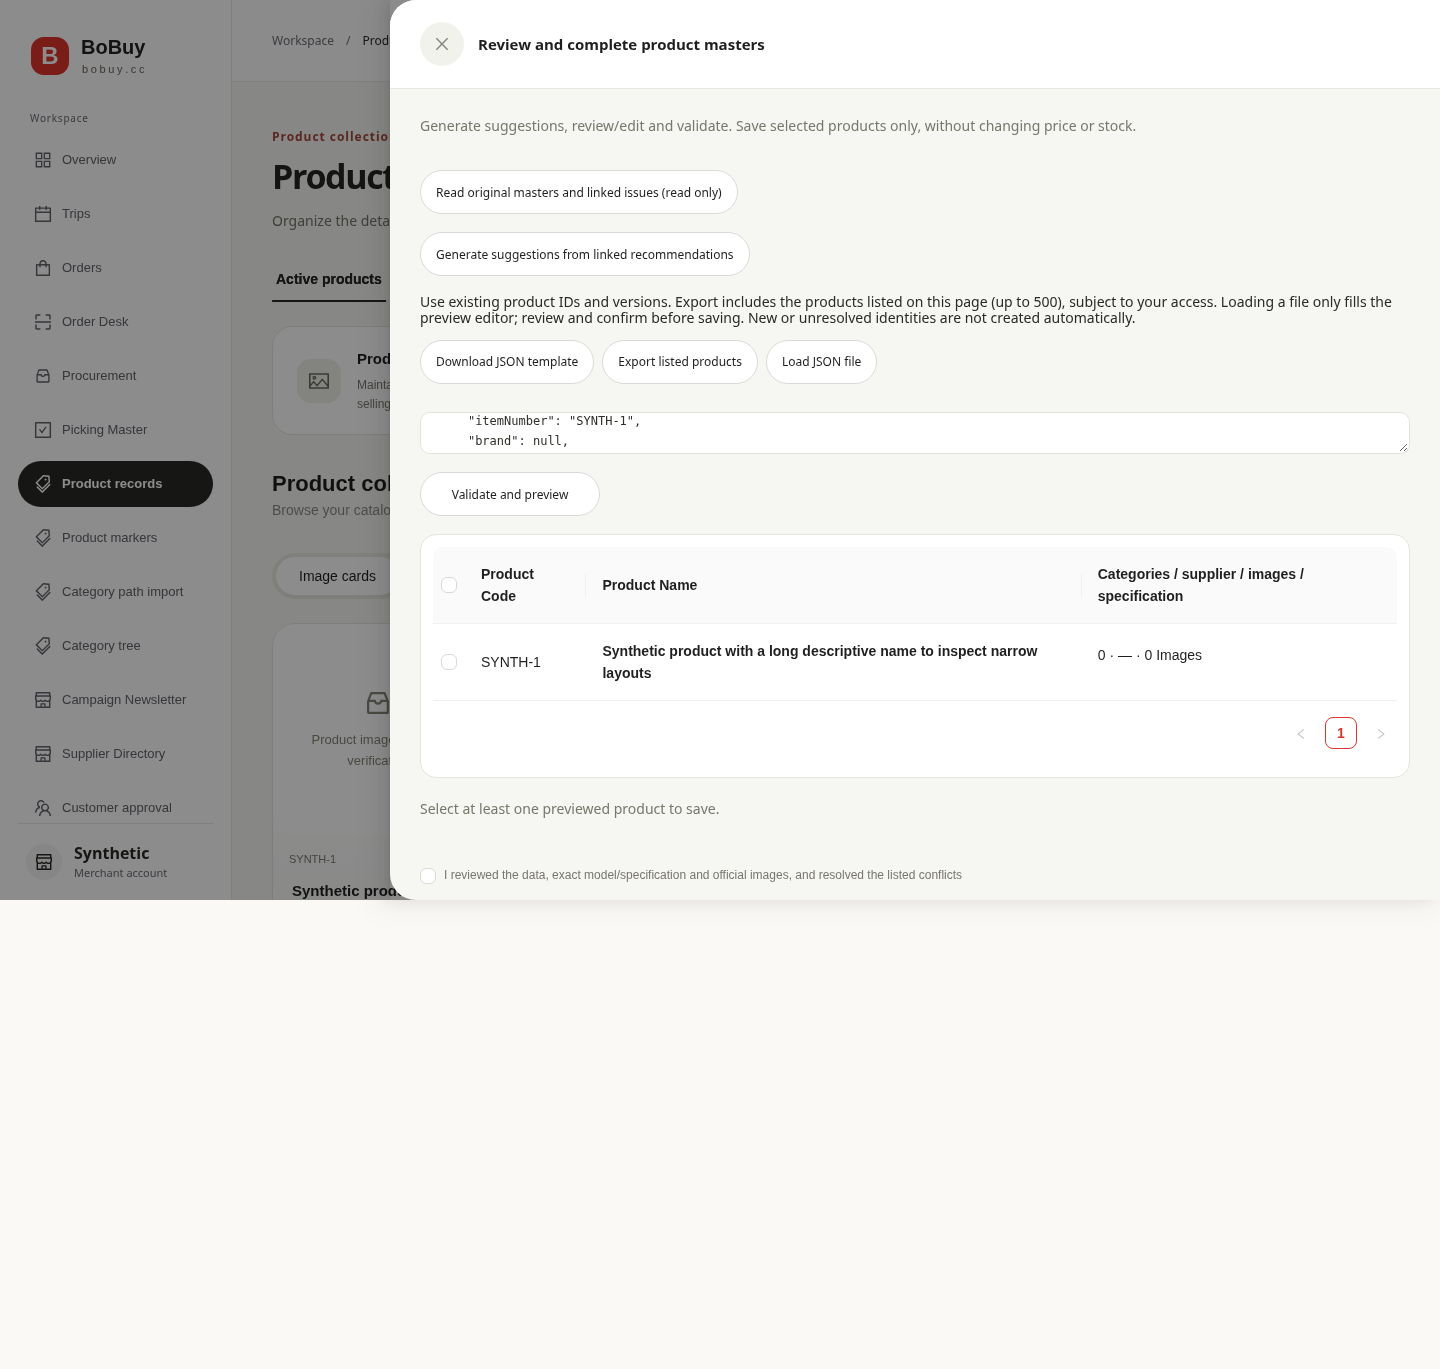 B
BoBuy
bobuy.cc
Workspace
Overview
Trips
Orders
Order Desk
Procurement
Picking Master
Product records
Product markers
Category path import
Category tree
Campaign Newsletter
Supplier Directory
Customer approval
Synthetic
Merchant account
Workspace / Prod
Product collectio
Product
Organize the deta
Active products
Prod
Mainta
selling
Product col
Browse your catalo
Image cards
Product imag
verificat
SYNTH-1
Synthetic prod
Review and complete product masters
Generate suggestions, review/edit and validate. Save selected products only, without changing price or stock.
Read original masters and linked issues (read only)
Generate suggestions from linked recommendations
Use existing product IDs and versions. Export includes the products listed on this page (up to 500), subject to your access. Loading a file only fills the
preview editor; review and confirm before saving. New or unresolved identities are not created automatically.
Download JSON template Export listed products Load JSON file
"itemNumber": "SYNTH-1",
"brand": null,
Validate and preview
Product
Code
Product Name
Categories / supplier / images /
specification
SYNTH-1
Synthetic product with a long descriptive name to inspect narrow
layouts
0 · — · 0 Images
1
Select at least one previewed product to save.
I reviewed the data, exact model/specification and official images, and resolved the listed conflicts